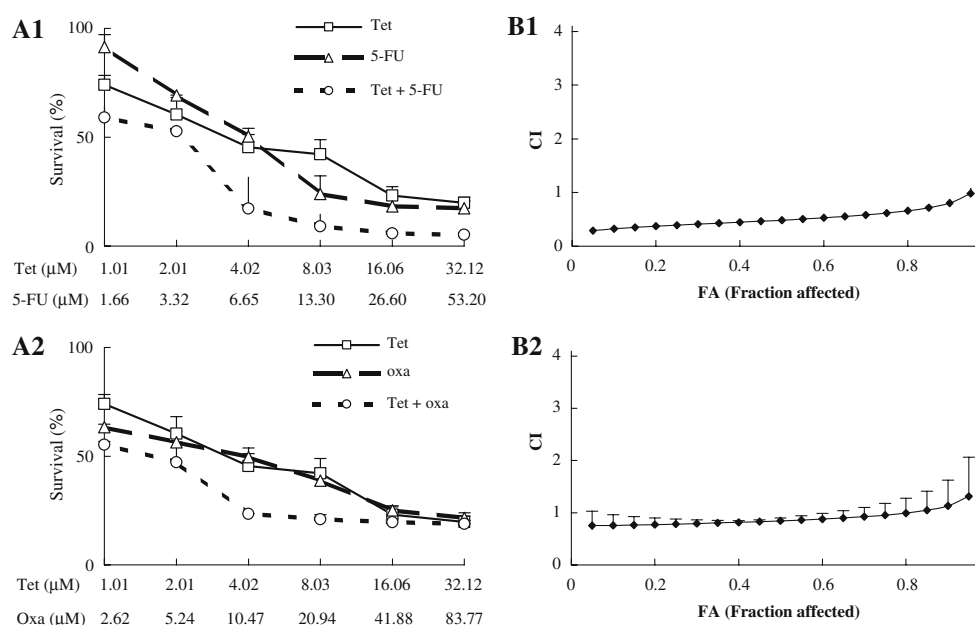 A1
100
50
0
Survival (%)
Tet
5-FU
Tet + 5-FU
Tet (µM) 1.01 2.01 4.02 8.03 16.06 32.12
5-FU (µM) 1.66 3.32 6.65 13.30 26.60 53.20
B1
4
3
2
1
0
CI
0 0.2 0.4 0.6 0.8
FA (Fraction affected)
A2
100
50
0
Survival (%)
Tet
oxa
Tet + oxa
Tet (µM) 1.01 2.01 4.02 8.03 16.06 32.12
Oxa (µM) 2.62 5.24 10.47 20.94 41.88 83.77
B2
4
3
2
1
0
CI
0 0.2 0.4 0.6 0.8
FA (Fraction affected)